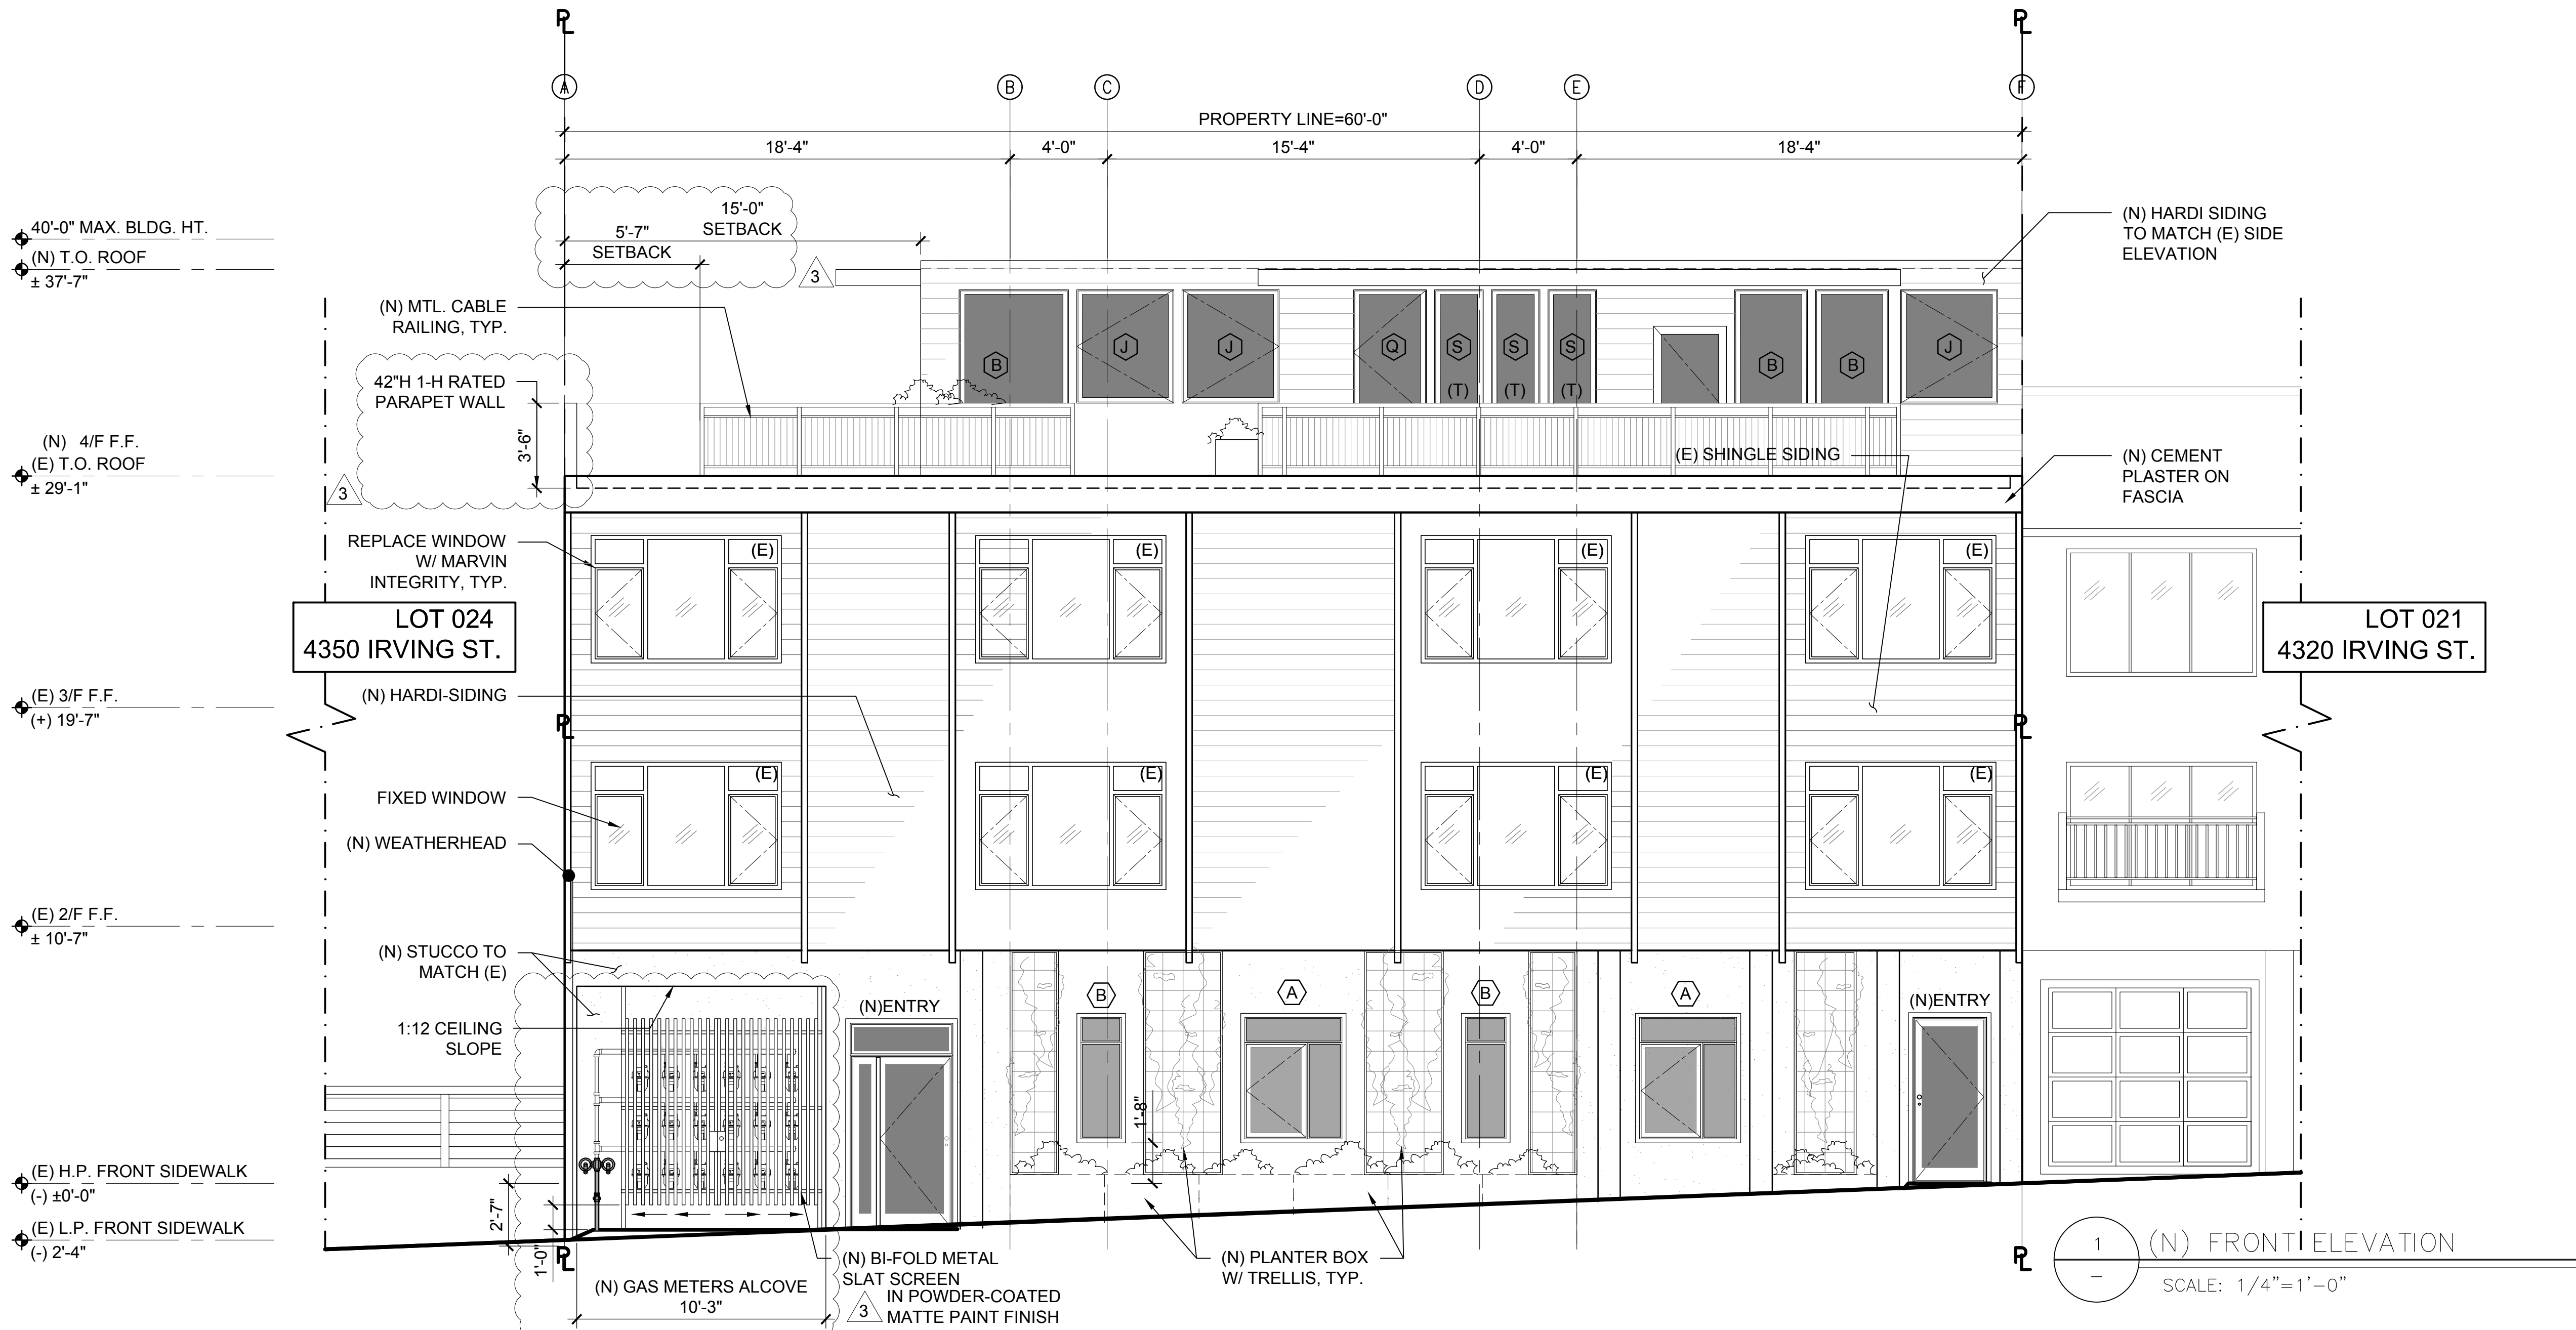 PL
PL
A
B
C
D
E
F
PROPERTY LINE=60'-0"
18'-4"
4'-0"
15'-4"
4'-0"
18'-4"
40'-0" MAX. BLDG. HT.
(N) T.O. ROOF
± 37'-7"
(N) 4/F F.F.
(E) T.O. ROOF
± 29'-1"
(E) 3/F F.F.
(+) 19'-7"
(E) 2/F F.F.
± 10'-7"
(E) H.P. FRONT SIDEWALK
(-) ±0'-0"
(E) L.P. FRONT SIDEWALK
(-) 2'-4"
15'-0"
SETBACK
5'-7"
SETBACK
3
(N) MTL. CABLE
RAILING, TYP.
42"H 1-H RATED
PARAPET WALL
3'-6"
3
REPLACE WINDOW
W/ MARVIN
INTEGRITY, TYP.
LOT 024
4350 IRVING ST.
(N) HARDI-SIDING
FIXED WINDOW
(N) WEATHERHEAD
(N) STUCCO TO
MATCH (E)
1:12 CEILING
SLOPE
B
J
J
Q
S
S
S
B
B
J
(T)
(T)
(T)
(N) HARDI SIDING
TO MATCH (E) SIDE
ELEVATION
(E) SHINGLE SIDING
(N) CEMENT
PLASTER ON
FASCIA
(E)
(E)
(E)
(E)
LOT 021
4320 IRVING ST.
PL
PL
(E)
(E)
(E)
(E)
(N)ENTRY
B
A
B
A
(N)ENTRY
1'-8"
2'-7"
1'-0"
PL
PL
(N) GAS METERS ALCOVE
10'-3"
(N) BI-FOLD METAL
SLAT SCREEN
3
IN POWDER-COATED
MATTE PAINT FINISH
(N) PLANTER BOX
W/ TRELLIS, TYP.
1
–
(N) FRONT ELEVATION
SCALE: 1/4"=1'-0"